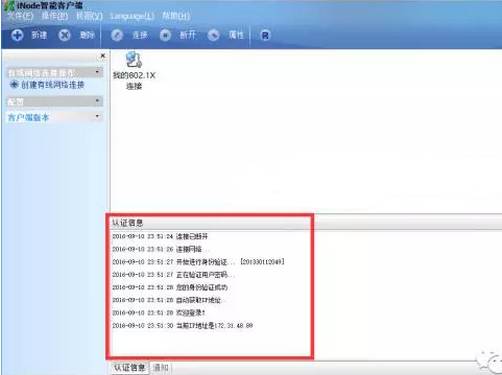 iNode智能客户端
文件(F) 操作(P) 视图(V) Language(L) 帮助(H)
新建 删除 连接 断开 属性
有线网络连接操作
创建有线网络连接
配置
客户端版本
我的802.1X
连接
认证信息
2016-09-10 23:51:24 连接已断开
2016-09-10 23:51:26 连接网络...
2016-09-10 23:51:27 开始进行身份验证... [201330112049]
2016-09-10 23:51:27 正在验证用户密码...
2016-09-10 23:51:28 您的身份验证成功
2016-09-10 23:51:28 自动获取IP地址..
2016-09-10 23:51:28 欢迎登录!
2016-09-10 23:51:30 当前IP地址是172.31.48.80
认证信息 通知